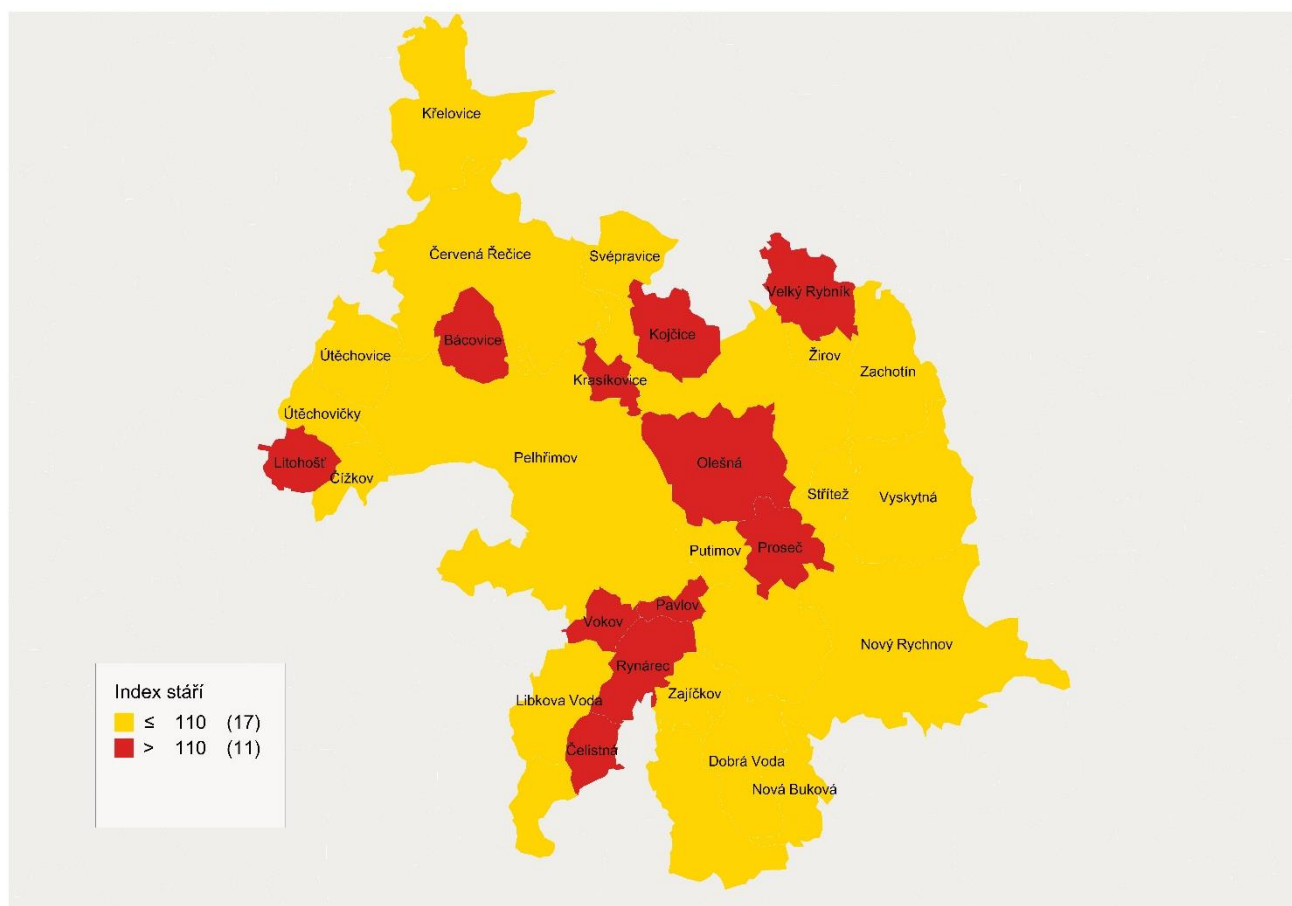 Křelovice
Červená Řečice
Svépravice
Velký Rybník
Bácovice
Kojčice
Útěchovice
Žirov
Zachotín
Krasíkovice
Útěchovičky
Pelhřimov
Litohošť
Olešná
Čížkov
Střítež
Vyskytná
Putimov
Proseč
Pavlov
Vokov
Nový Rychnov
Rynárec
Libkova Voda
Zajíčkov
Čelistná
Dobrá Voda
Nová Buková
Index stáří
≤ 110 (17)
> 110 (11)